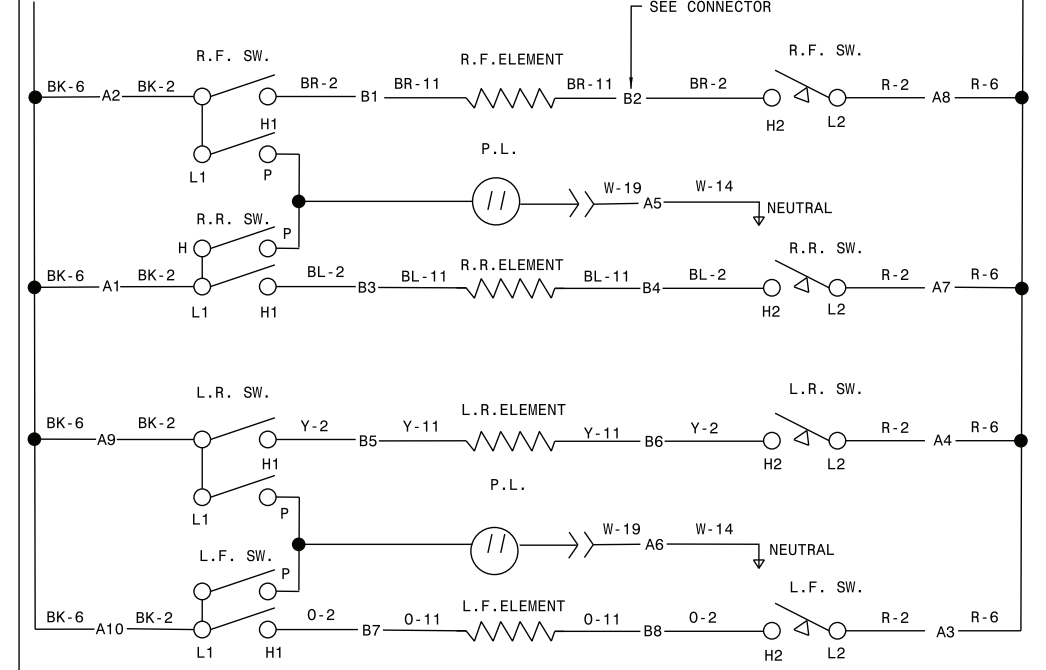 SEE CONNECTOR
R.F. SW. R.F.ELEMENT R.F. SW.
BK-6 A2 BK-2 BR-2 B1 BR-11 BR-11 B2 BR-2 R-2 A8 R-6
H1 H2 L2
L1 P P.L.
W-19 A5 W-14 NEUTRAL
R.R. SW. R.R.ELEMENT R.R. SW.
H P
BK-6 A1 BK-2 BL-2 B3 BL-11 BL-11 B4 BL-2 R-2 A7 R-6
L1 H1 H2 L2
L.R. SW. L.R.ELEMENT L.R. SW.
BK-6 A9 BK-2 Y-2 B5 Y-11 Y-11 B6 Y-2 R-2 A4 R-6
H1 H2 L2
L1 P P.L.
W-19 A6 W-14 NEUTRAL
L.F. SW. P L.F.ELEMENT L.F. SW.
BK-6 A10 BK-2 O-2 B7 O-11 O-11 B8 O-2 R-2 A3 R-6
L1 H1 H2 L2